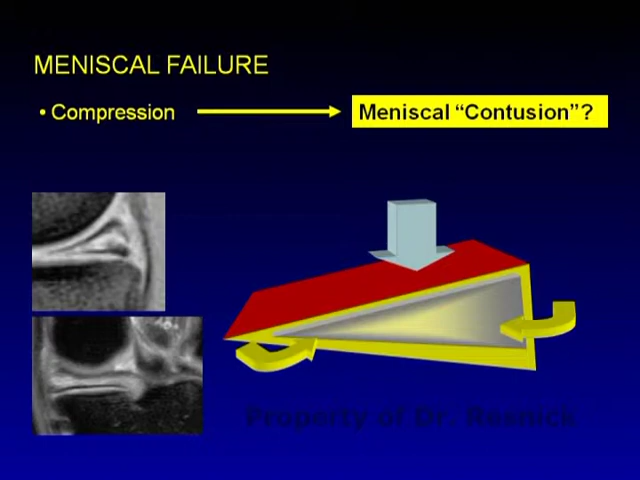 MENISCAL FAILURE
• Compression
Meniscal “Contusion”?
Property of Dr. Resnick